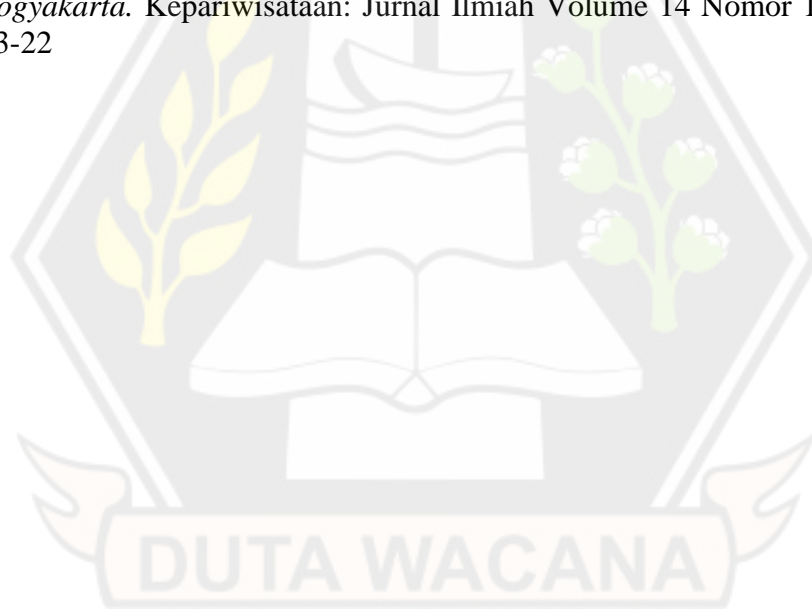 ogyakarta. Kepariwisataan: Jurnal Ilmiah Volume 14 Nomor 1
3-22
DUTA WACANA